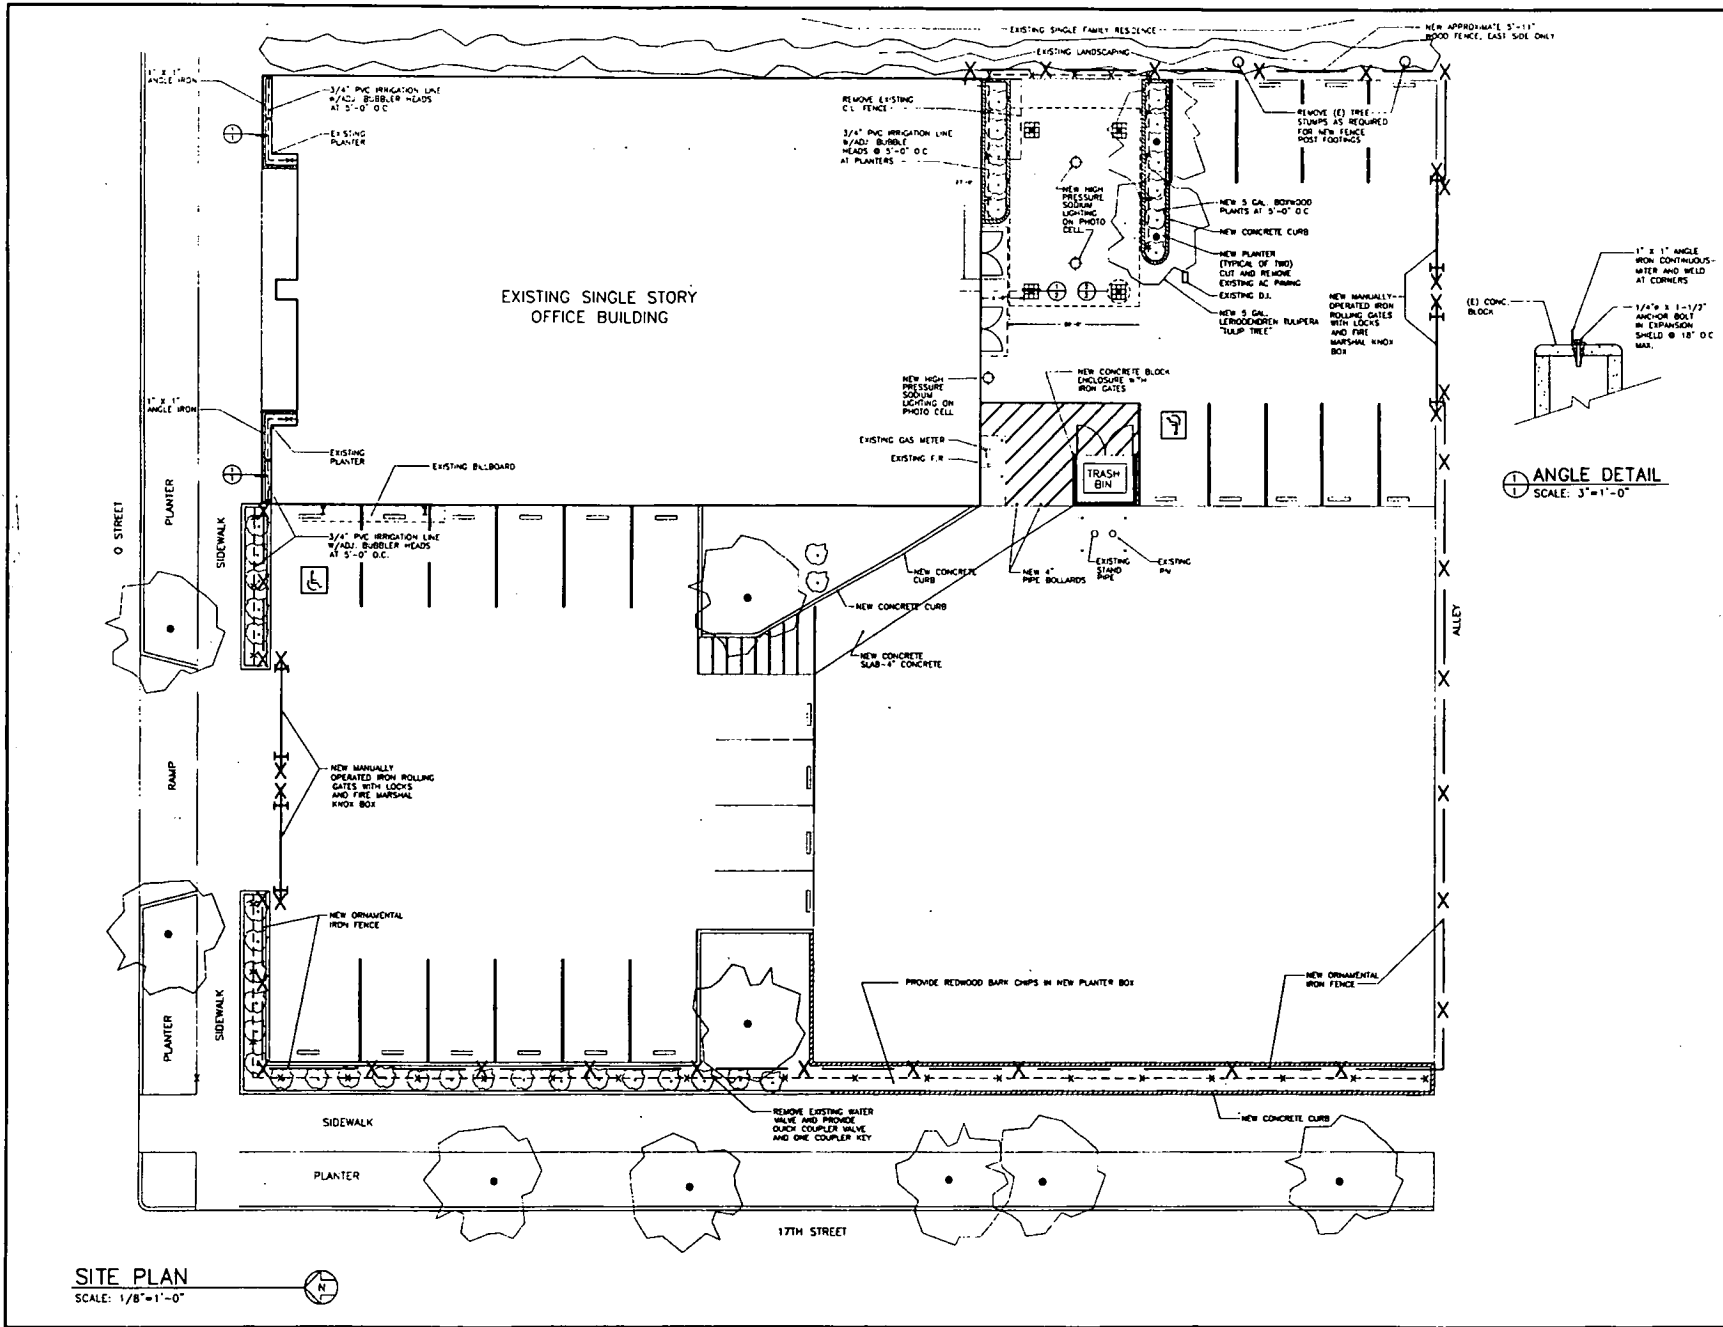 EXISTING SINGLE FAMILY RESIDENCE
EXISTING LANDSCAPING
NEW APPROXIMATE 5'-11"
WOOD FENCE, EAST SIDE ONLY
1" X 1"
ANGLE IRON
3/4" PVC IRRIGATION LINE
W/ADJ. BUBBLER HEADS
AT 5'-0" O.C
EXISTING
PLANTER
REMOVE EXISTING
C.L. FENCE
3/4" PVC IRRIGATION LINE
W/ADJ. BUBBLE
HEADS @ 5'-0" O.C
AT PLANTERS
REMOVE (E) TREE
STUMPS AS REQUIRED
FOR NEW FENCE
POST FOOTINGS
NEW HIGH
PRESSURE
SODIUM
LIGHTING
ON PHOTO
CELL
NEW 5 GAL. BOXWOOD
PLANTS AT 5'-0" O.C
NEW CONCRETE CURB
NEW PLANTER
(TYPICAL OF TWO)
CUT AND REMOVE
EXISTING AC PAVING
EXISTING D.I.
NEW 5 GAL.
LERIODENDREN TULIPERA
"TULIP TREE"
NEW MANUALLY
OPERATED IRON
ROLLING GATES
WITH LOCKS
AND FIRE
MARSHAL KNOX
BOX
1" X 1" ANGLE
IRON CONTINUOUS-
MITER AND WELD
AT CORNERS
(E) CONC.
BLOCK
1/4"ø X 1-1/2"
ANCHOR BOLT
IN EXPANSION
SHIELD @ 18" O.C
MAX.
EXISTING SINGLE STORY
OFFICE BUILDING
NEW HIGH
PRESSURE
SODIUM
LIGHTING ON
PHOTO CELL
NEW CONCRETE BLOCK
ENCLOSURE WITH
IRON GATES
1" X 1"
ANGLE IRON
EXISTING
PLANTER
EXISTING BILLBOARD
EXISTING GAS METER
EXISTING F.R
TRASH
BIN
1
1
ANGLE DETAIL
SCALE: 3"=1'-0"
O STREET
PLANTER
SIDEWALK
3/4" PVC IRRIGATION LINE
W/ADJ. BUBBLER HEADS
AT 5'-0" O.C.
NEW CONCRETE
CURB
NEW 4"
PIPE BOLLARDS
EXISTING
STAND
PIPE
EXISTING
NEW CONCRETE CURB
NEW CONCRETE
SLAB-4" CONCRETE
ALLEY
RAMP
NEW MANUALLY
OPERATED IRON ROLLING
GATES WITH LOCKS
AND FIRE MARSHAL
KNOX BOX
NEW ORNAMENTAL
IRON FENCE
PROVIDE REDWOOD BARK CHIPS IN NEW PLANTER BOX
NEW ORNAMENTAL
IRON FENCE
PLANTER
SIDEWALK
SIDEWALK
REMOVE EXISTING WATER
VALVE AND PROVIDE
QUICK COUPLER VALVE
AND ONE COUPLER KEY
NEW CONCRETE CURB
PLANTER
17TH STREET
SITE PLAN
SCALE: 1/8"=1'-0"
N